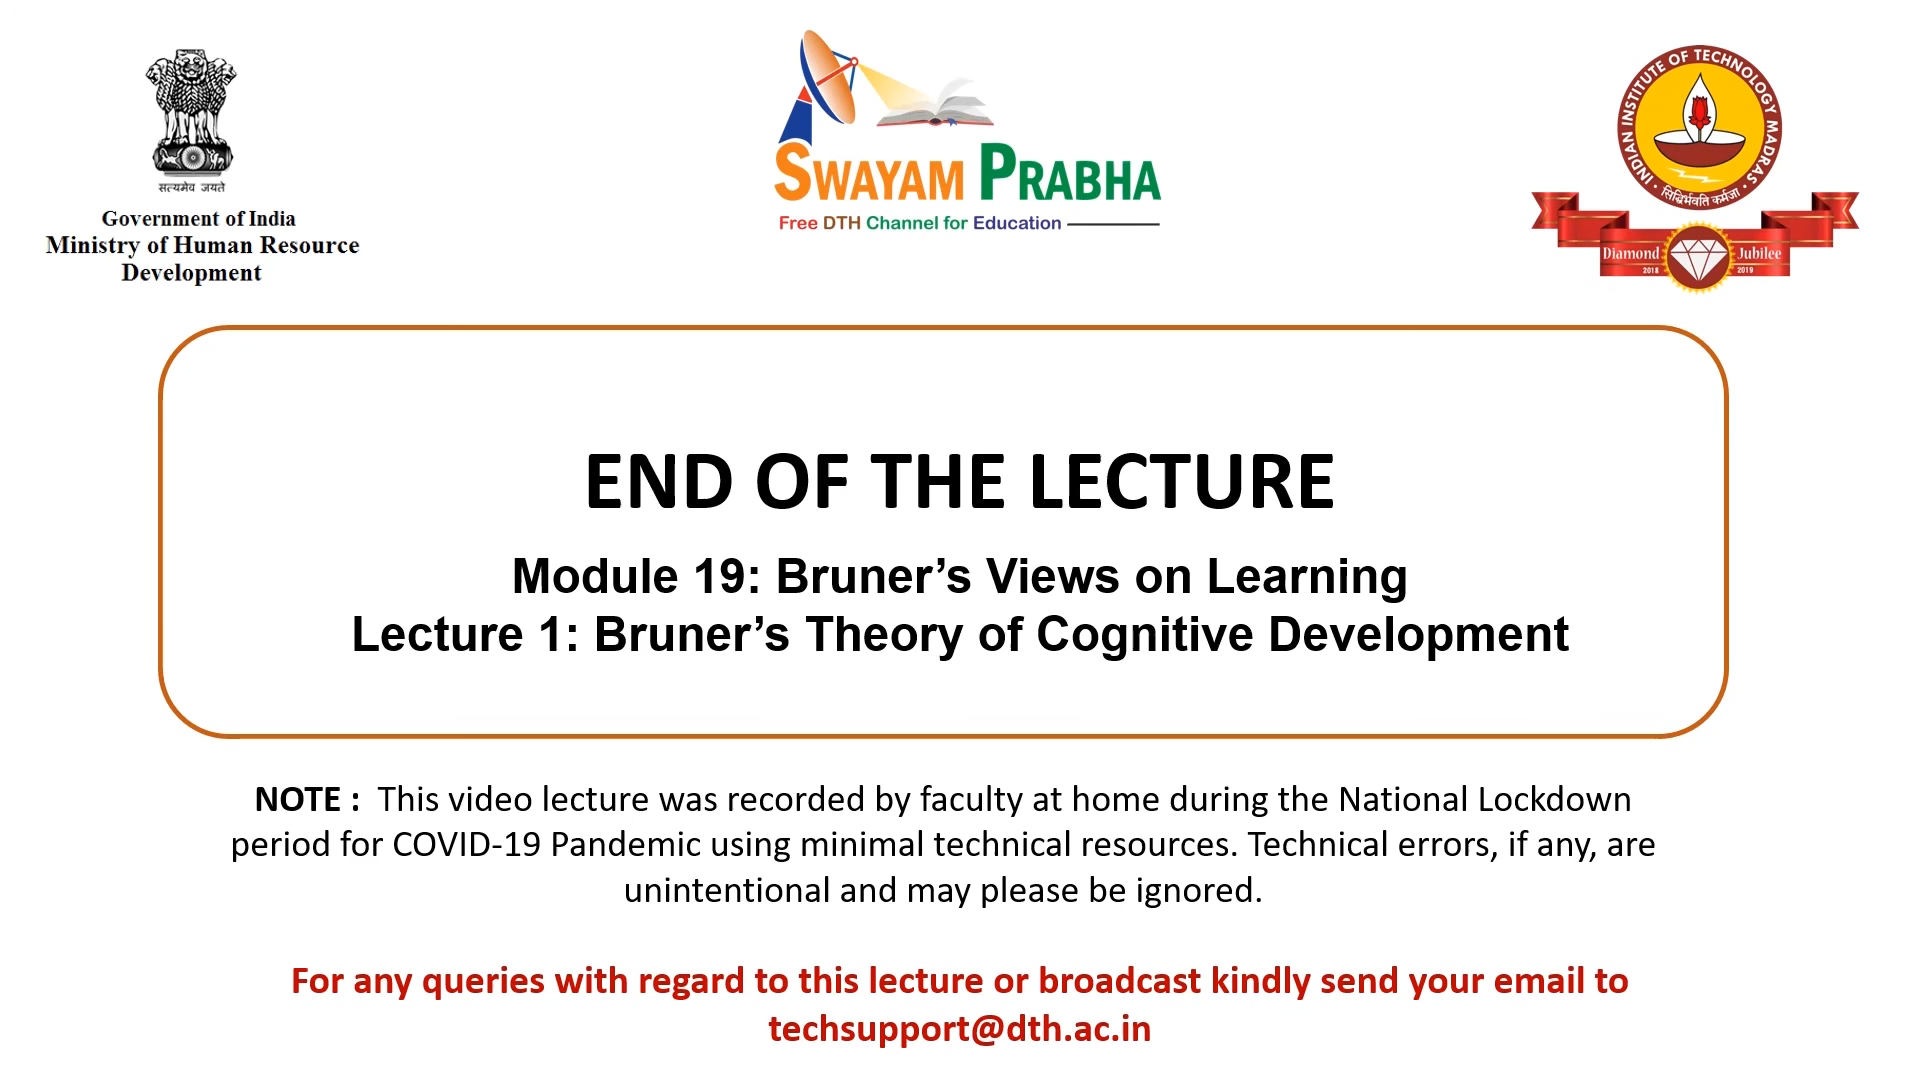 सत्यमेव जयते
Government of India
Ministry of Human Resource
Development
SWAYAM PRABHA
Free DTH Channel for Education
INDIAN INSTITUTE OF TECHNOLOGY MADRAS
सिद्धिर्भवति कर्मजा
Diamond Jubilee
2018 2019
END OF THE LECTURE
Module 19: Bruner’s Views on Learning
Lecture 1: Bruner’s Theory of Cognitive Development
NOTE : This video lecture was recorded by faculty at home during the National Lockdown
period for COVID-19 Pandemic using minimal technical resources. Technical errors, if any, are
unintentional and may please be ignored.
For any queries with regard to this lecture or broadcast kindly send your email to
techsupport@dth.ac.in